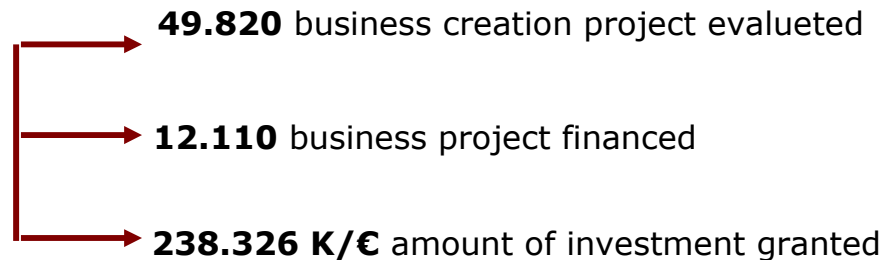 49.820 business creation project evalueted
12.110 business project financed
238.326 K/€ amount of investment granted